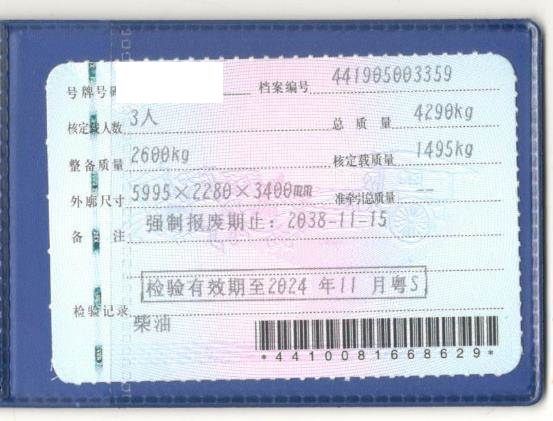 号牌号码 档案编号 441905003359
核定载人数 3人 总质量 4290kg
整备质量 2600kg 核定载质量 1495kg
外廓尺寸 5995×2280×3400mm 准牵引总质量 --
备注 强制报废期止：2038-11-15
检验有效期至2024 年11 月粤S
检验记录
柴油
*4410081668629*